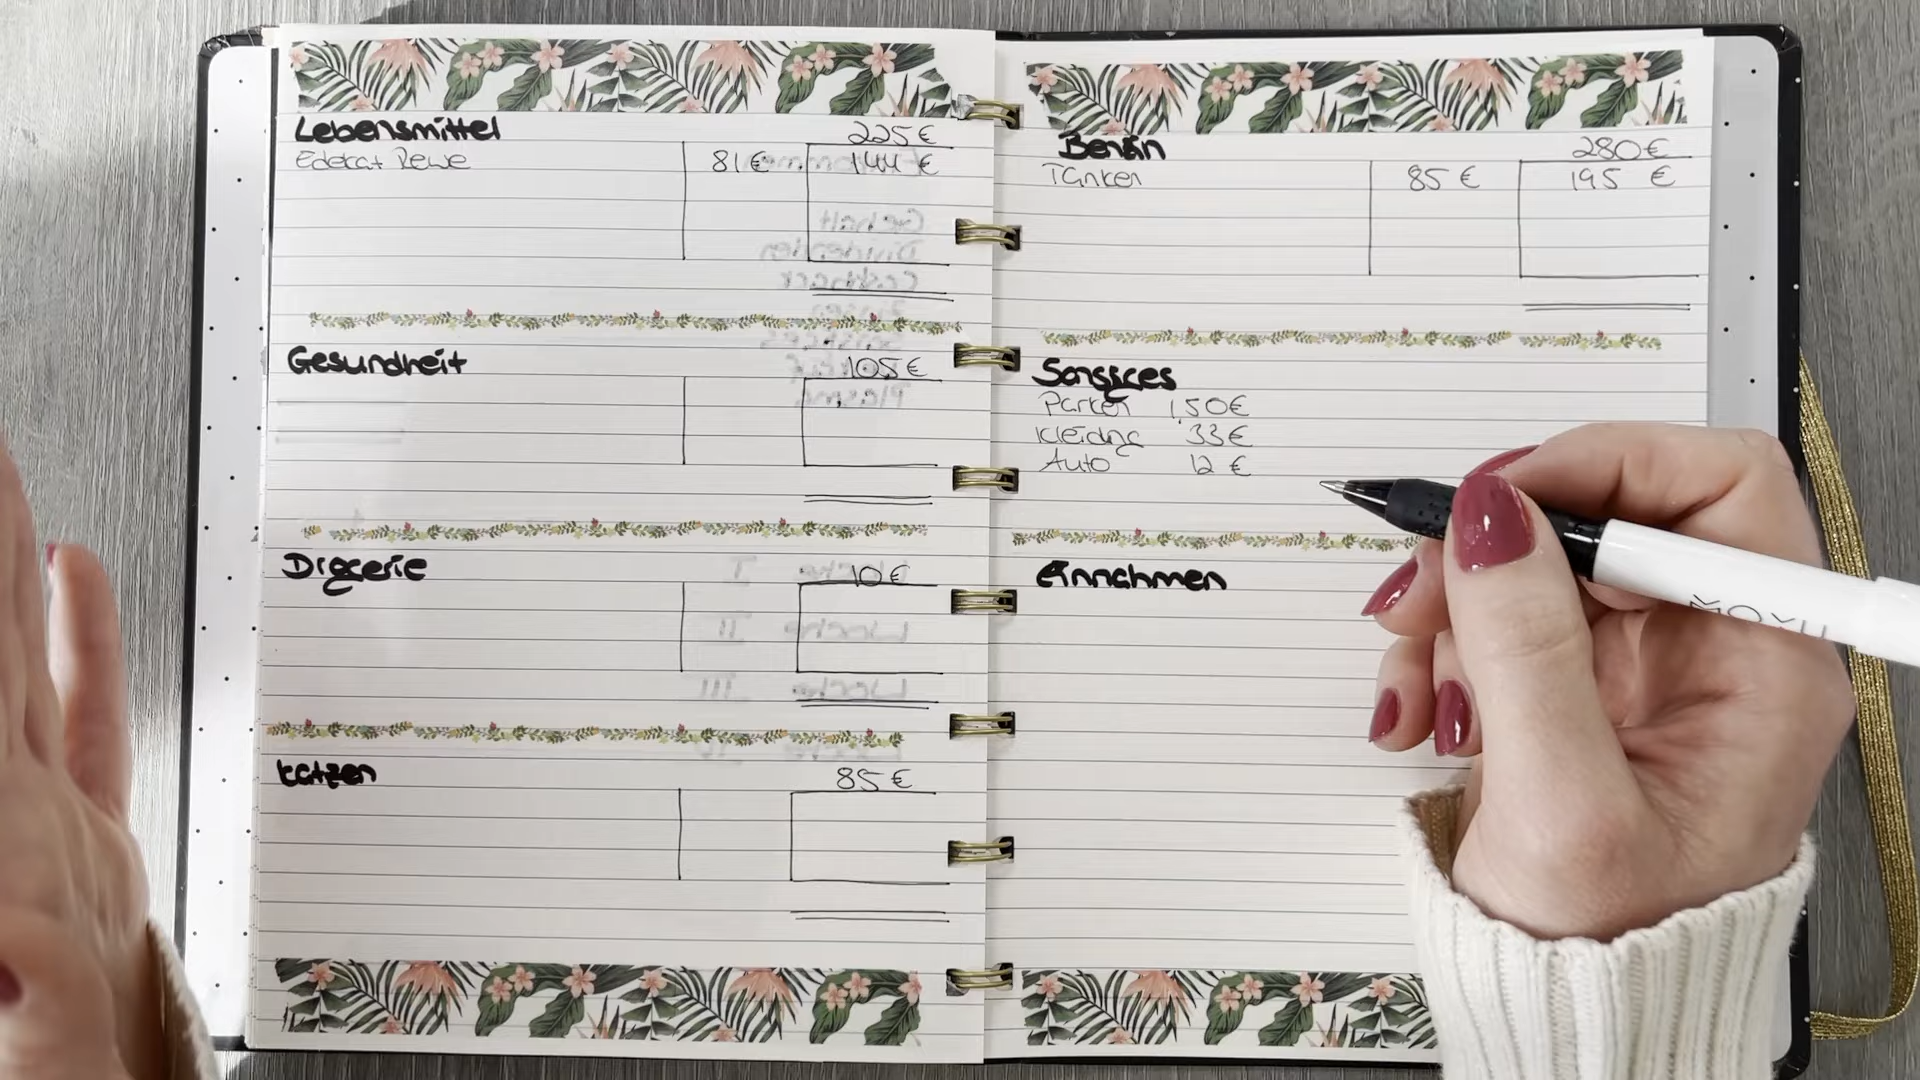 Lebensmittel 225€
Edeka+ Rewe 81€ 144 €
Gesundheit 105€
Drogerie 10€
Katzen 85€
Benzin 280€
Tanken 85€ 195 €
Sonstiges
Parken 1,50€
Kleidng 33€
Auto 12 €
Einnahmen